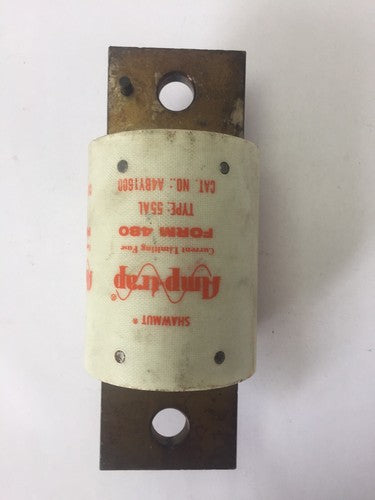 SHAWMUT ®
Amp-trap ®
Current Limiting Fuse
FORM 480
TYPE: 55AL
CAT. NO.: A4BY1600